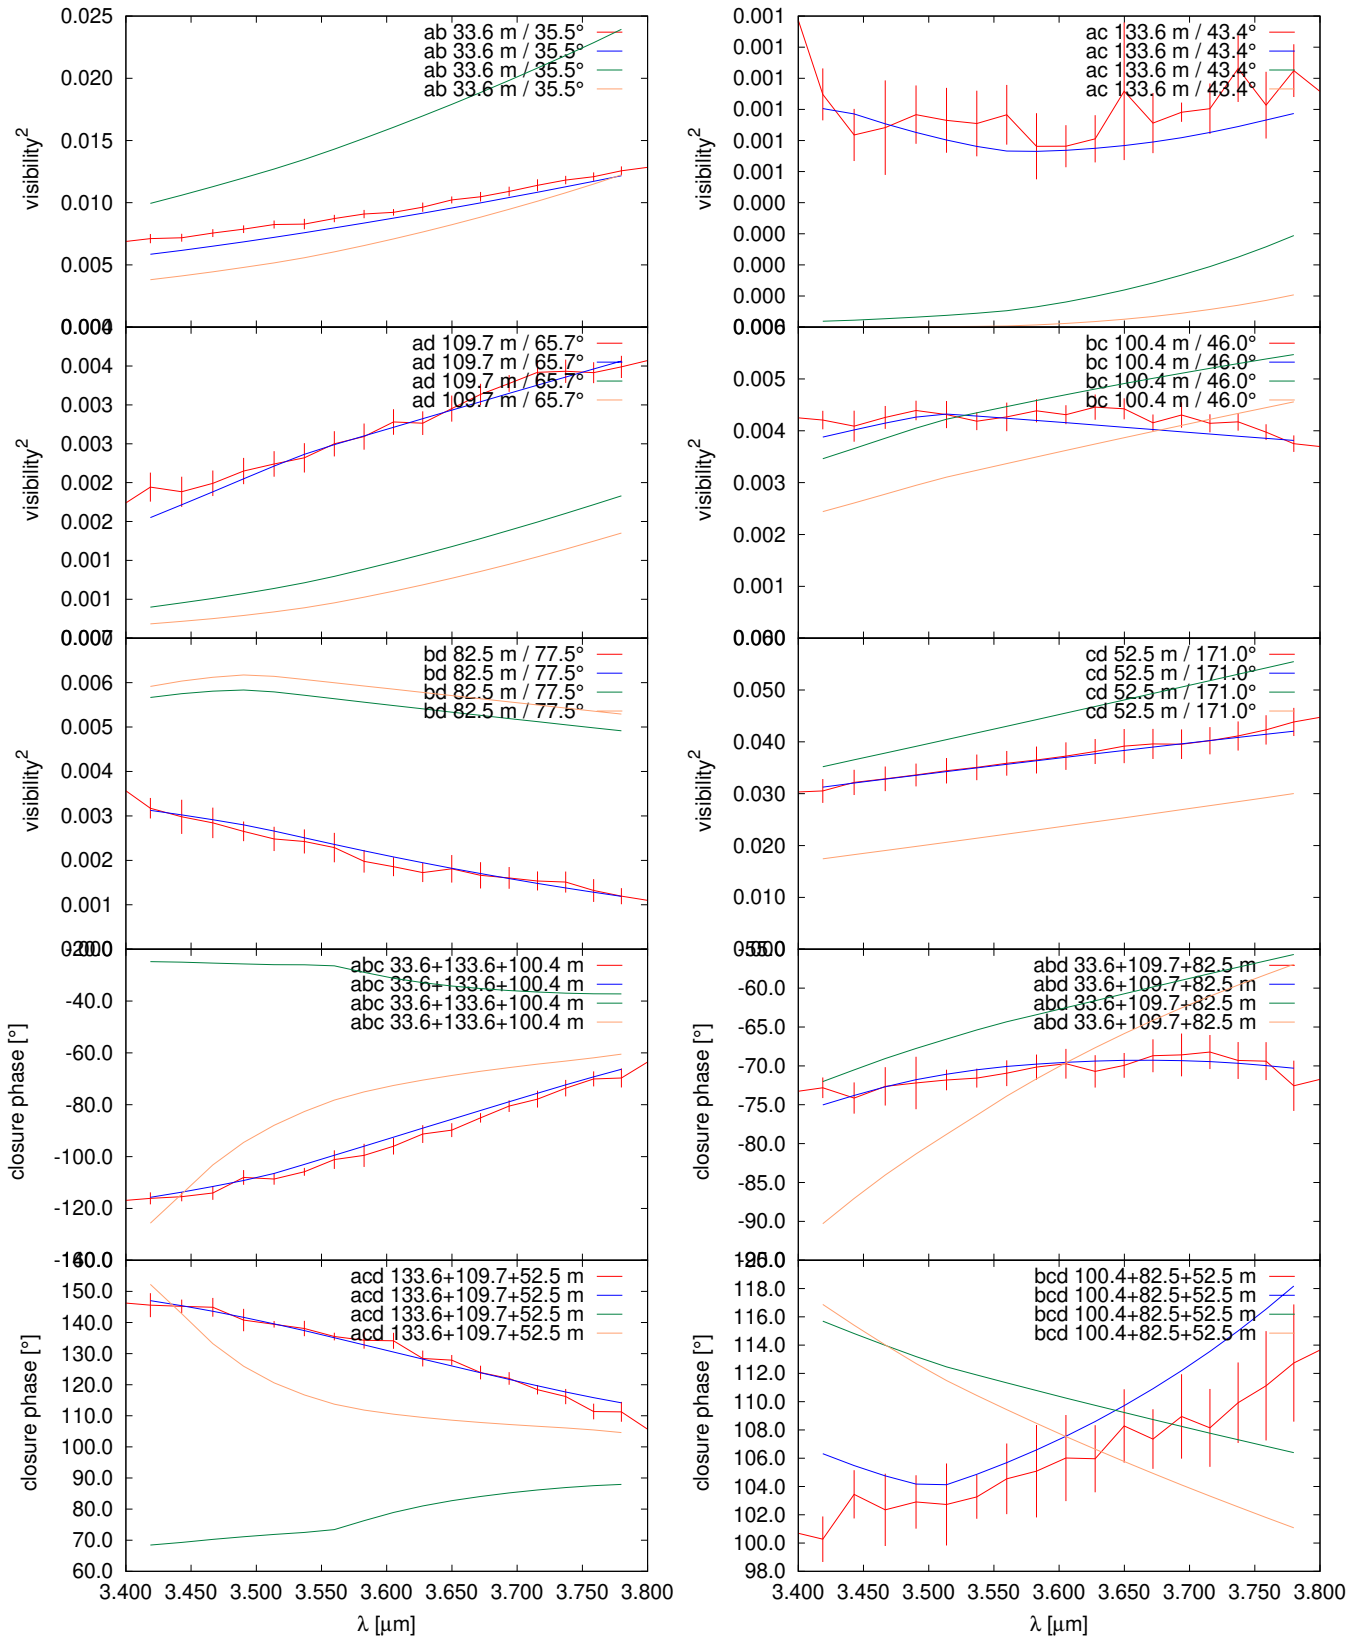 0.025
0.020
0.015
0.010
0.005
visibility²
ab 33.6 m / 35.5°
ab 33.6 m / 35.5°
ab 33.6 m / 35.5°
ab 33.6 m / 35.5°
0.001
0.001
0.001
0.001
0.001
0.000
0.000
0.000
0.000
visibility²
ac 133.6 m / 43.4°
ac 133.6 m / 43.4°
ac 133.6 m / 43.4°
ac 133.6 m / 43.4°
0.004
0.003
0.003
0.002
0.002
0.001
0.001
visibility²
ad 109.7 m / 65.7°
ad 109.7 m / 65.7°
ad 109.7 m / 65.7°
ad 109.7 m / 65.7°
0.005
0.004
0.003
0.002
0.001
visibility²
bc 100.4 m / 46.0°
bc 100.4 m / 46.0°
bc 100.4 m / 46.0°
bc 100.4 m / 46.0°
0.006
0.005
0.004
0.003
0.002
0.001
visibility²
bd 82.5 m / 77.5°
bd 82.5 m / 77.5°
bd 82.5 m / 77.5°
bd 82.5 m / 77.5°
0.050
0.040
0.030
0.020
0.010
visibility²
cd 52.5 m / 171.0°
cd 52.5 m / 171.0°
cd 52.5 m / 171.0°
cd 52.5 m / 171.0°
-40.0
-60.0
-80.0
-100.0
-120.0
closure phase [°]
abc 33.6+133.6+100.4 m
abc 33.6+133.6+100.4 m
abc 33.6+133.6+100.4 m
abc 33.6+133.6+100.4 m
-60.0
-65.0
-70.0
-75.0
-80.0
-85.0
-90.0
closure phase [°]
abd 33.6+109.7+82.5 m
abd 33.6+109.7+82.5 m
abd 33.6+109.7+82.5 m
abd 33.6+109.7+82.5 m
150.0
140.0
130.0
120.0
110.0
100.0
90.0
80.0
70.0
60.0
closure phase [°]
acd 133.6+109.7+52.5 m
acd 133.6+109.7+52.5 m
acd 133.6+109.7+52.5 m
acd 133.6+109.7+52.5 m
3.400 3.450 3.500 3.550 3.600 3.650 3.700 3.750 3.800
λ [μm]
118.0
116.0
114.0
112.0
110.0
108.0
106.0
104.0
102.0
100.0
98.0
closure phase [°]
bcd 100.4+82.5+52.5 m
bcd 100.4+82.5+52.5 m
bcd 100.4+82.5+52.5 m
bcd 100.4+82.5+52.5 m
3.400 3.450 3.500 3.550 3.600 3.650 3.700 3.750 3.800
λ [μm]